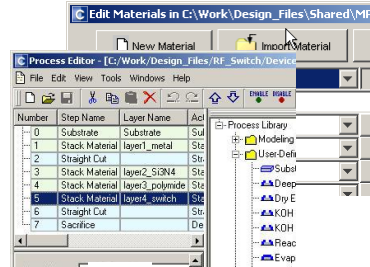 Edit Materials in C:\Work\Design_Files\Shared\MP
New Material Import Material
Process Editor - [C:/Work/Design_Files/RF_Switch/Device
File Edit View Tools Windows Help
ENABLE DISABLE
Number Step Name Layer Name
0 Substrate Substrate
1 Stack Material layer1_metal
2 Straight Cut
3 Stack Material layer2_Si3N4
4 Stack Material layer3_polymide
5 Stack Material layer4_switch
6 Straight Cut
7 Sacrifice
Process Library
Modeling
User-Defi
Subst
Deep
Dry E
KOH
KOH
Reac
Evap